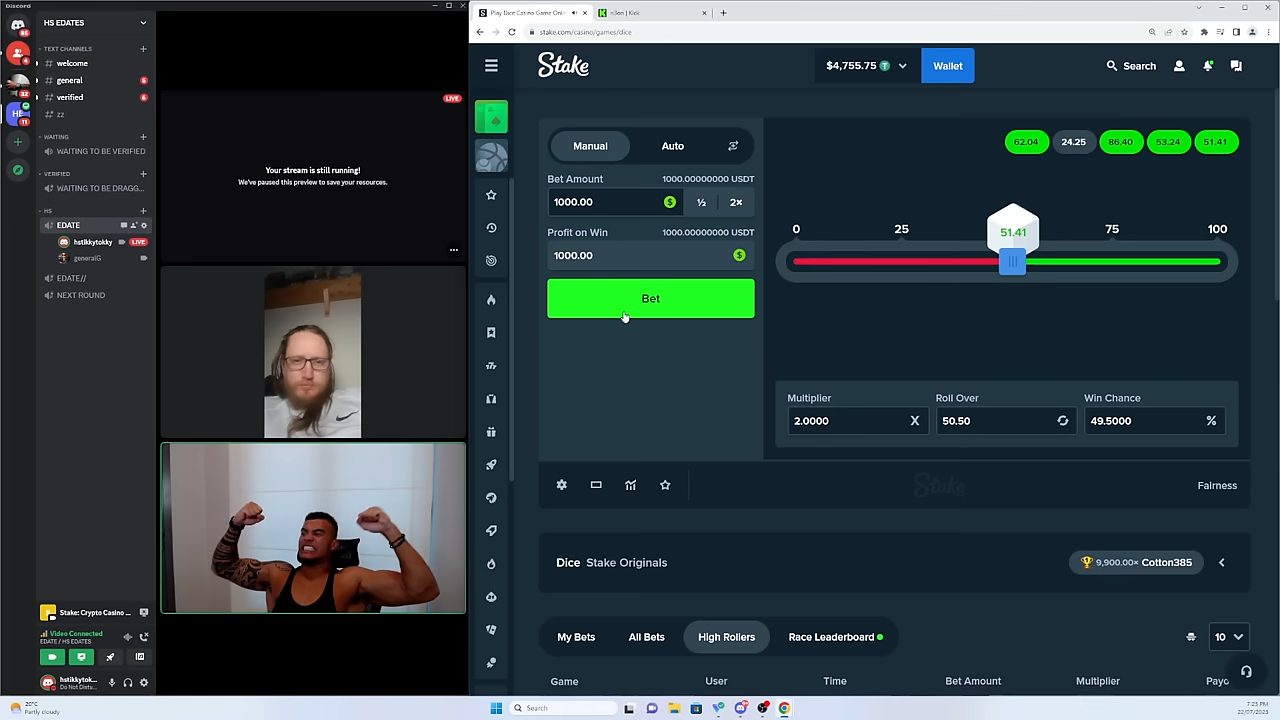 Discord
HS EDATES
TEXT CHANNELS
welcome
general
6
verified
6
zz
WAITING
WAITING TO BE VERIFIED
VERIFIED
WAITING TO BE DRAGG...
HS
EDATE
hstikkytokky
LIVE
generalG
EDATE//
NEXT ROUND
Stake: Crypto Casino ...
Video Connected
EDATE / HS EDATES
hstikkytok...
Do Not Distu...
LIVE
Your stream is still running!
We've paused this preview to save your resources.
Play Dice Casino Game Onli
n3on | Kick
stake.com/casino/games/dice
Stake
$4,755.75
Wallet
Search
Manual
Auto
62.04
24.25
86.40
53.24
51.41
Bet Amount
1000.00000000 USDT
1000.00
½
2×
Profit on Win
1000.00000000 USDT
1000.00
Bet
0
25
51.41
75
100
Multiplier
Roll Over
Win Chance
2.0000
X
50.50
49.5000
%
Stake
Fairness
Dice Stake Originals
9,900.00× Cotton385
My Bets
All Bets
High Rollers
Race Leaderboard
10
Game
User
Time
Bet Amount
Multiplier
Payo
20°C
Partly cloudy
Search
7:23 PM
22/07/2023